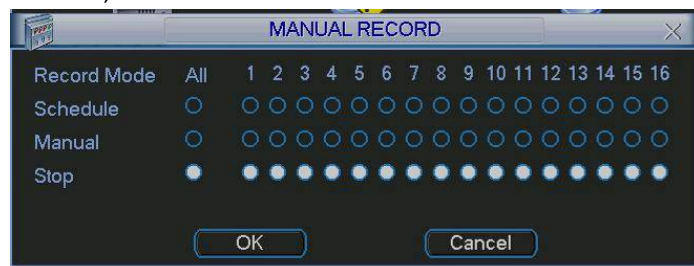 MANUAL RECORD
Record Mode All 1 2 3 4 5 6 7 8 9 10 11 12 13 14 15 16
Schedule
Manual
Stop
OK Cancel